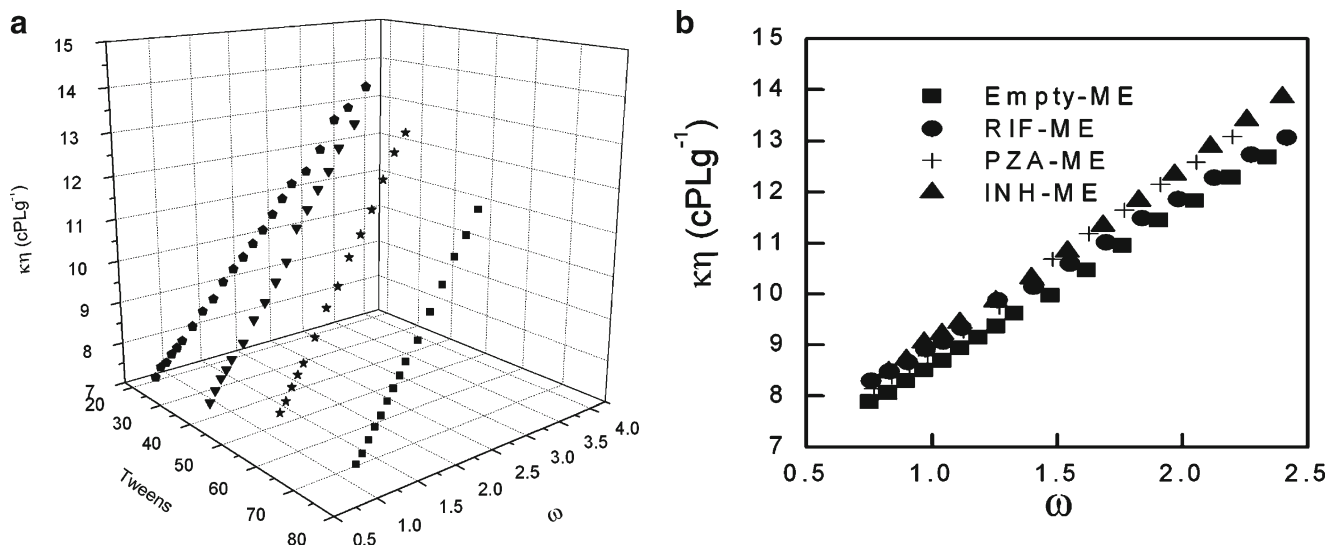 a
κη (cPLg⁻¹)
15
14
13
12
11
10
9
8
7
20
30
40
50
60
70
80
Tweens
0.5
1.0
1.5
2.0
2.5
3.0
3.5
4.0
ω
b
κη (cPLg⁻¹)
15
14
13
12
11
10
9
8
7
Empty-ME
RIF-ME
PZA-ME
INH-ME
0.5 1.0 1.5 2.0 2.5
ω